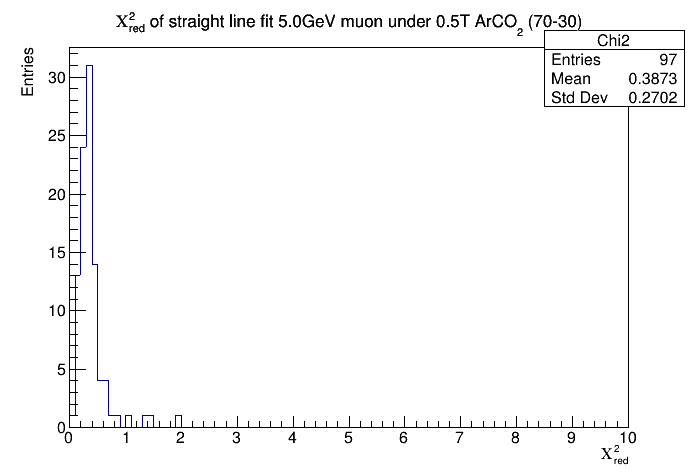 Χ²red of straight line fit 5.0GeV muon under 0.5T ArCO₂ (70-30)
Chi2
Entries 97
Mean 0.3873
Std Dev 0.2702
Entries
30
25
20
15
10
5
0
0 1 2 3 4 5 6 7 8 9 10
Χ²red